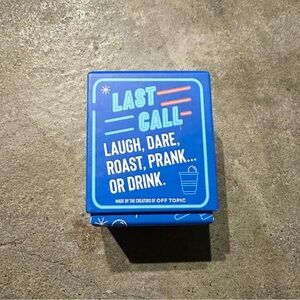 LAST
CALL
LAUGH, DARE,
ROAST, PRANK...
OR DRINK.
MADE BY THE CREATORS OF OFF TOPIC